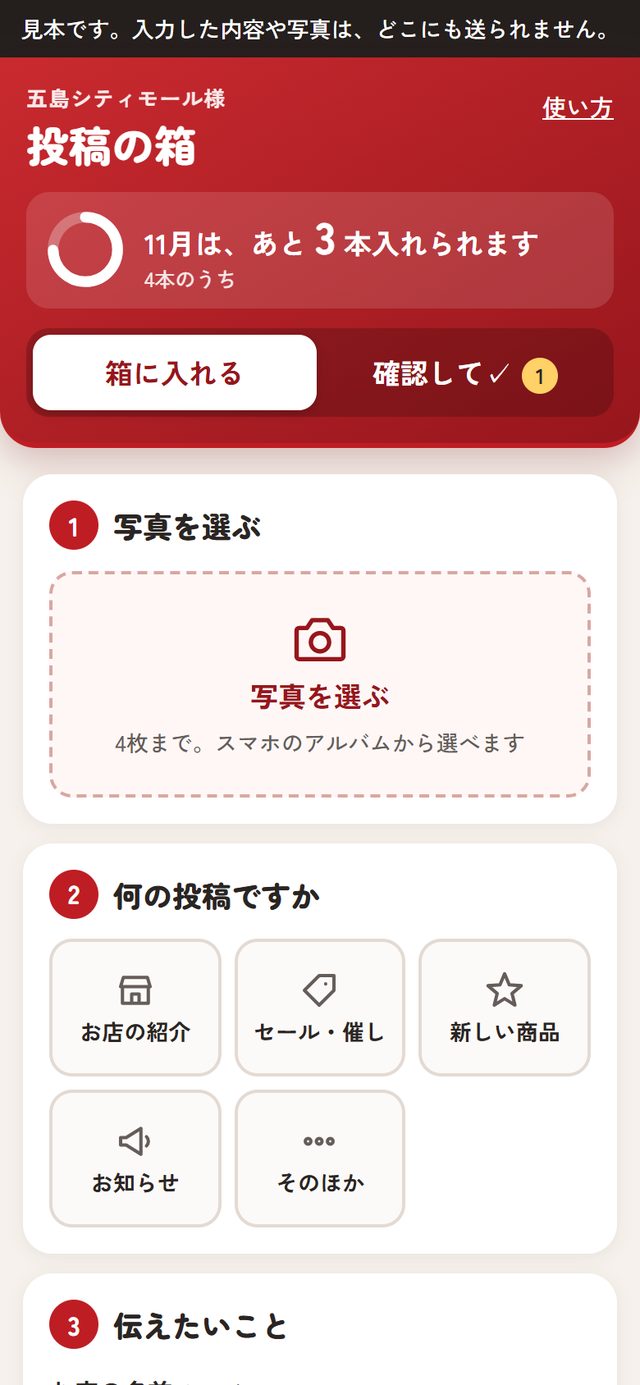 見本です。入力した内容や写真は、どこにも送られません。
五島シティモール様
使い方
投稿の箱
11月は、あと 3 本入れられます
4本のうち
箱に入れる
確認して✓ 1
1 写真を選ぶ
写真を選ぶ
4枚まで。スマホのアルバムから選べます
2 何の投稿ですか
お店の紹介
セール・催し
新しい商品
お知らせ
そのほか
3 伝えたいこと